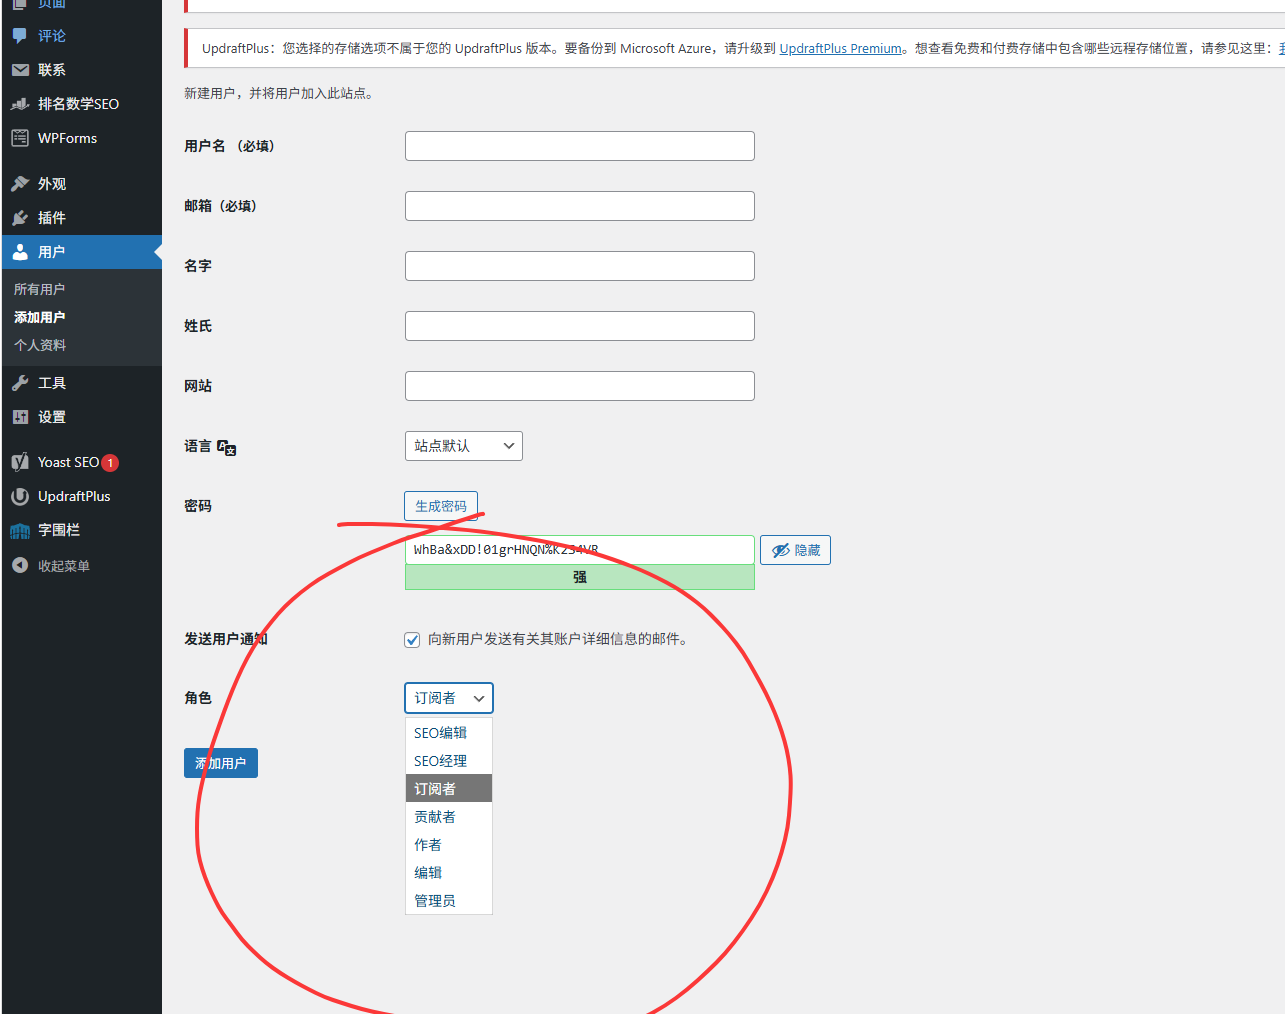 页面
评论
联系
排名数学SEO
WPForms
外观
插件
用户
所有用户
添加用户
个人资料
工具
设置
Yoast SEO 1
UpdraftPlus
字围栏
收起菜单
UpdraftPlus：您选择的存储选项不属于您的 UpdraftPlus 版本。要备份到 Microsoft Azure，请升级到 UpdraftPlus Premium。想查看免费和付费存储中包含哪些远程存储位置，请参见这里：
新建用户，并将用户加入此站点。
用户名 （必填）
邮箱（必填）
名字
姓氏
网站
语言
站点默认
密码
生成密码
WhBa&xDD!01grHNQN%K2S4VR
隐藏
强
发送用户通知
向新用户发送有关其账户详细信息的邮件。
角色
订阅者
SEO编辑
SEO经理
订阅者
贡献者
作者
编辑
管理员
添加用户